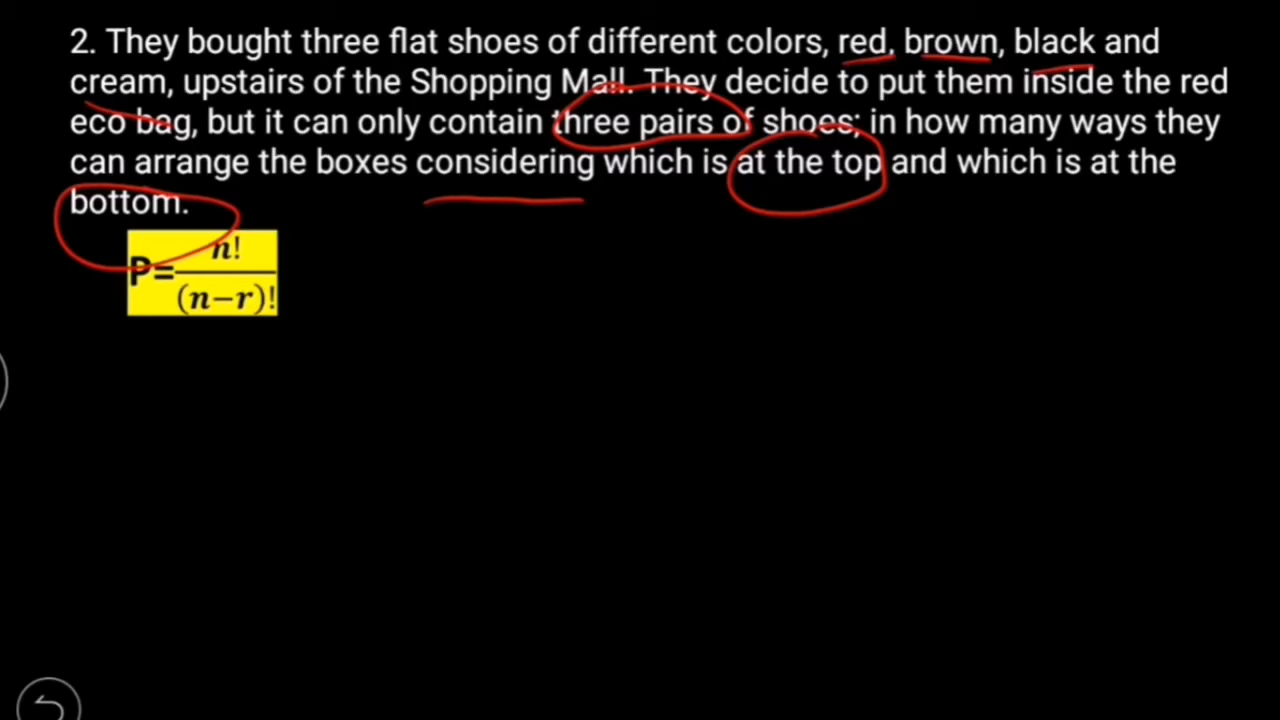 2. They bought three flat shoes of different colors, red, brown, black and
cream, upstairs of the Shopping Mall. They decide to put them inside the red
eco bag, but it can only contain three pairs of shoes; in how many ways they
can arrange the boxes considering which is at the top and which is at the
bottom.
P=n!/(n−r)!